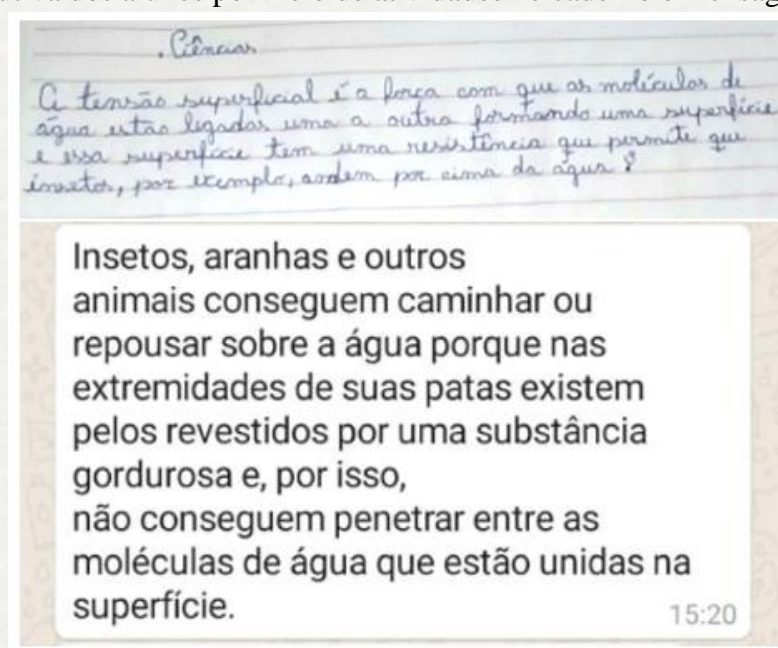 . Ciências
A tensão superficial é a força com que as moléculas de
água estão ligadas uma a outra formando uma superfície
e essa superfície tem uma resistência que permite que
insetos, por exemplo, andem por cima da água
Insetos, aranhas e outros
animais conseguem caminhar ou
repousar sobre a água porque nas
extremidades de suas patas existem
pelos revestidos por uma substância
gordurosa e, por isso,
não conseguem penetrar entre as
moléculas de água que estão unidas na
superfície.
15:20